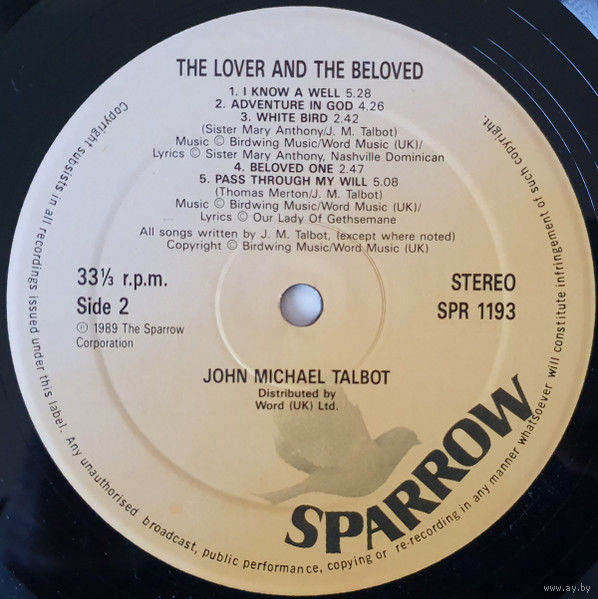 THE LOVER AND THE BELOVED
1. I KNOW A WELL 5.28
2. ADVENTURE IN GOD 4.26
3. WHITE BIRD 2.42
(Sister Mary Anthony/J. M. Talbot)
Music © Birdwing Music/Word Music (UK)/
Lyrics © Sister Mary Anthony, Nashville Dominican
4. BELOVED ONE 2.47
5. PASS THROUGH MY WILL 5.08
(Thomas Merton/J. M. Talbot)
Music © Birdwing Music/Word Music (UK)/
Lyrics © Our Lady Of Gethsemane
All songs written by J. M. Talbot, (except where noted)
Copyright © Birdwing Music/Word Music (UK)
33⅓ r.p.m.
Side 2
℗ 1989 The Sparrow
Corporation
STEREO
SPR 1193
JOHN MICHAEL TALBOT
Distributed by
Word (UK) Ltd.
SPARROW
Copyright subsists in all recordings issued under this label. Any unauthorised broadcast, public performance, copying or re-recording in any manner whatsoever will constitute infringement of such copyright.
www.ay.by